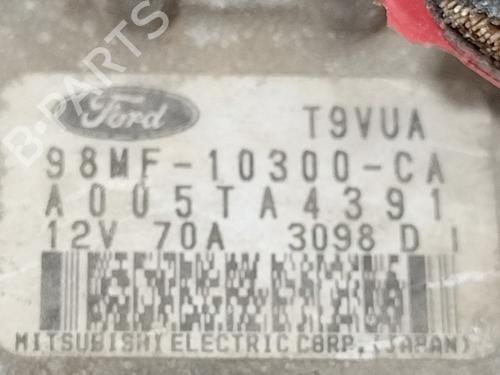 Ford
T9VUA
98MF-10300-CA
A005TA4391
12V 70A 3098 D I
MITSUBISHI ELECTRIC CORP. (JAPAN)
B-PARTS